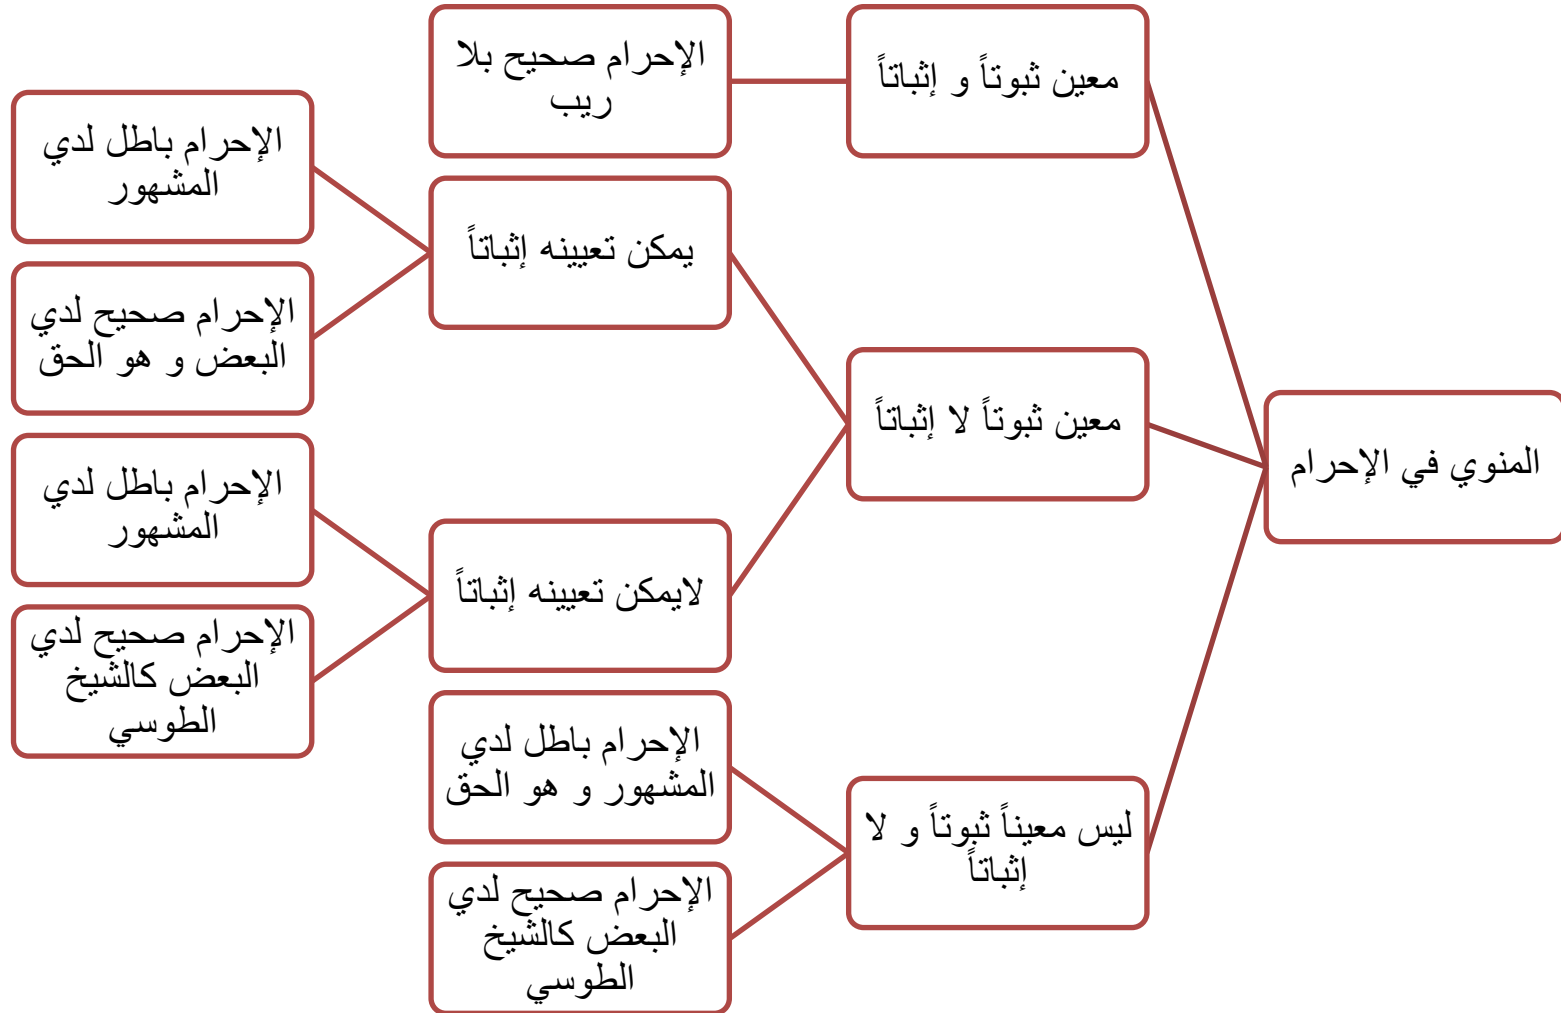 المنوي في الإحرام
معين ثبوتاً و إثباتاً
الإحرام صحيح بلا
ريب
معين ثبوتاً لا إثباتاً
يمكن تعيينه إثباتاً
الإحرام باطل لدي
المشهور
الإحرام صحيح لدي
البعض و هو الحق
لايمكن تعيينه إثباتاً
الإحرام باطل لدي
المشهور
الإحرام صحيح لدي
البعض كالشيخ
الطوسي
ليس معيناً ثبوتاً و لا
إثباتاً
الإحرام باطل لدي
المشهور و هو الحق
الإحرام صحيح لدي
البعض كالشيخ
الطوسي